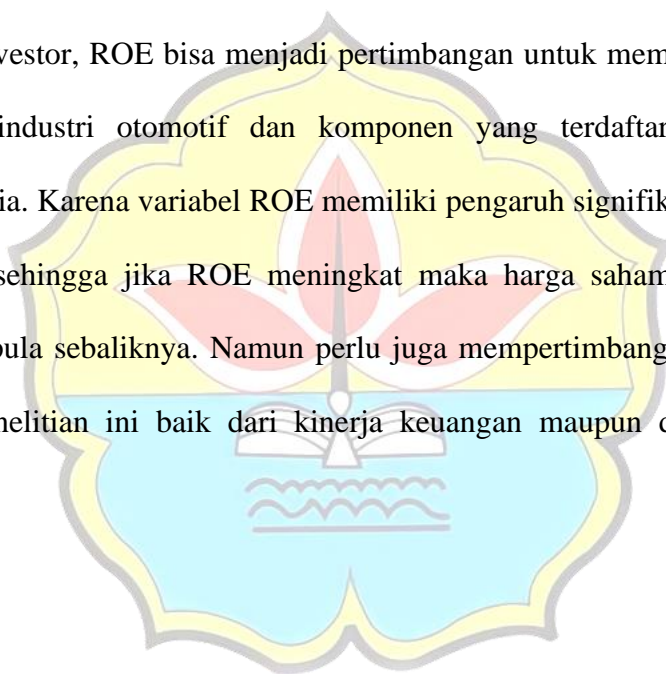 vestor, ROE bisa menjadi pertimbangan untuk mem
industri otomotif dan komponen yang terdaftar
ia. Karena variabel ROE memiliki pengaruh signifik
sehingga jika ROE meningkat maka harga saham
pula sebaliknya. Namun perlu juga mempertimbang
nelitian ini baik dari kinerja keuangan maupun d